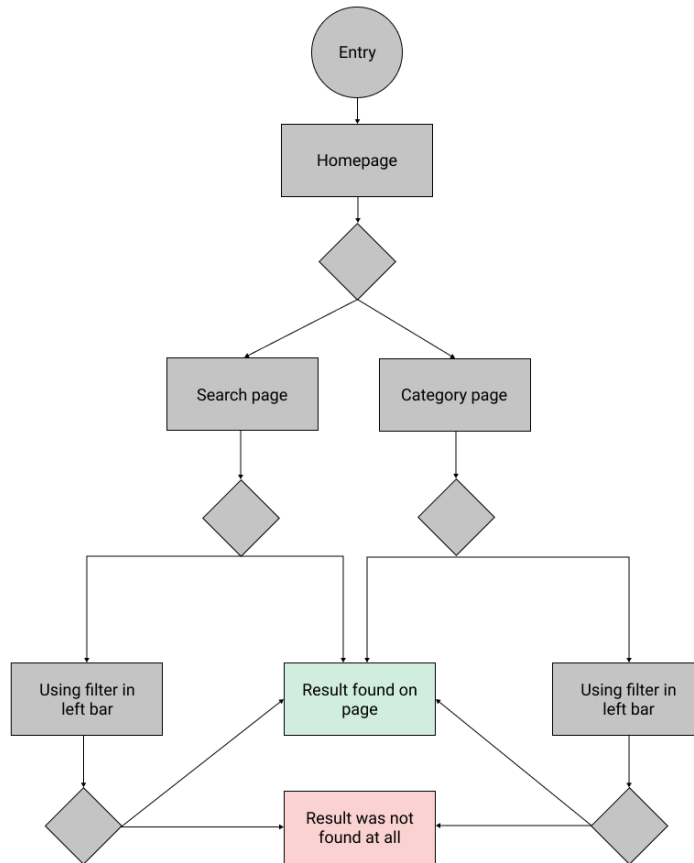 Entry
Homepage
Search page
Category page
Using filter in
left bar
Result found on
page
Using filter in
left bar
Result was not
found at all